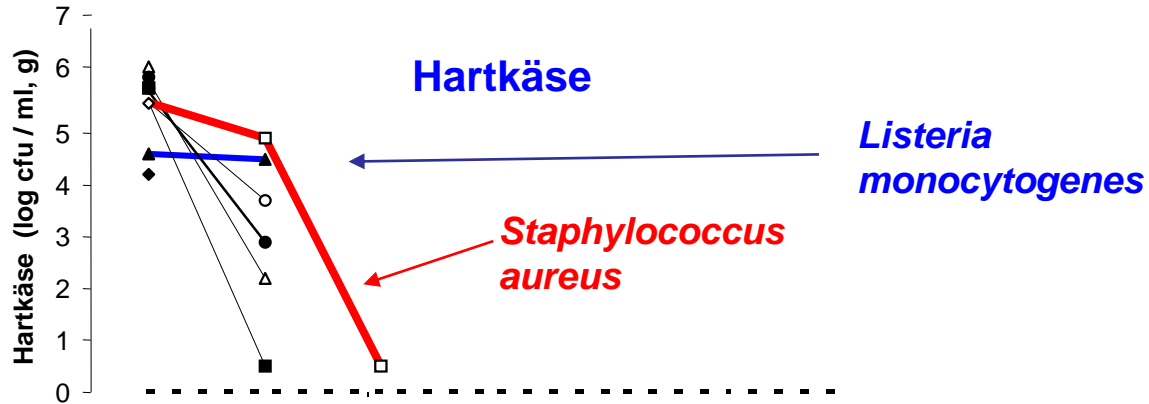 Hartkäse (log cfu / ml, g)
7
6
5
4
3
2
1
0
Hartkäse
Listeria
monocytogenes
Staphylococcus
aureus